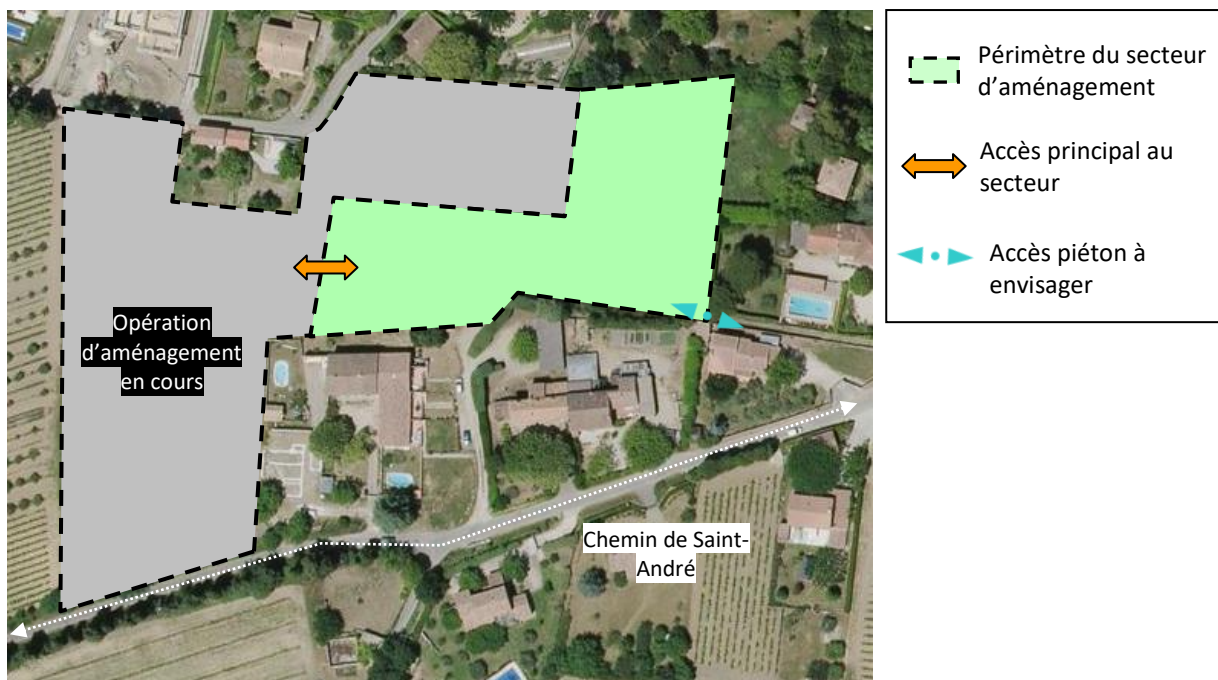 Périmètre du secteur
d’aménagement
Accès principal au
secteur
Accès piéton à
envisager
Opération
d’aménagement
en cours
Chemin de Saint-
André